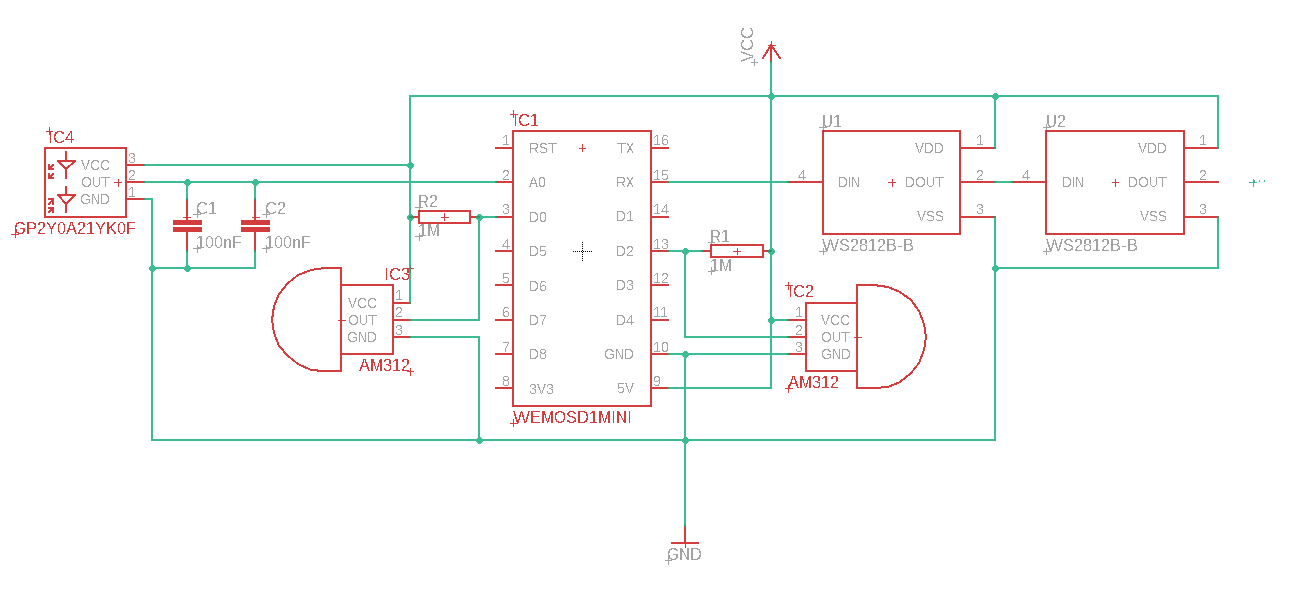 VCC
IC4
3 VCC
2 OUT
1 GND
GP2Y0A21YK0F
C1
100nF
C2
100nF
R2
1M
IC3
VCC 1
OUT 2
GND 3
AM312
IC1
1 RST TX 16
2 A0 RX 15
3 D0 D1 14
4 D5 D2 13
5 D6 D3 12
6 D7 D4 11
7 D8 GND 10
8 3V3 5V 9
WEMOSD1MINI
R1
1M
IC2
1 VCC
2 OUT
3 GND
AM312
U1
VDD 1
4 DIN DOUT 2
VSS 3
WS2812B-B
U2
VDD 1
4 DIN DOUT 2
VSS 3
WS2812B-B
...
GND